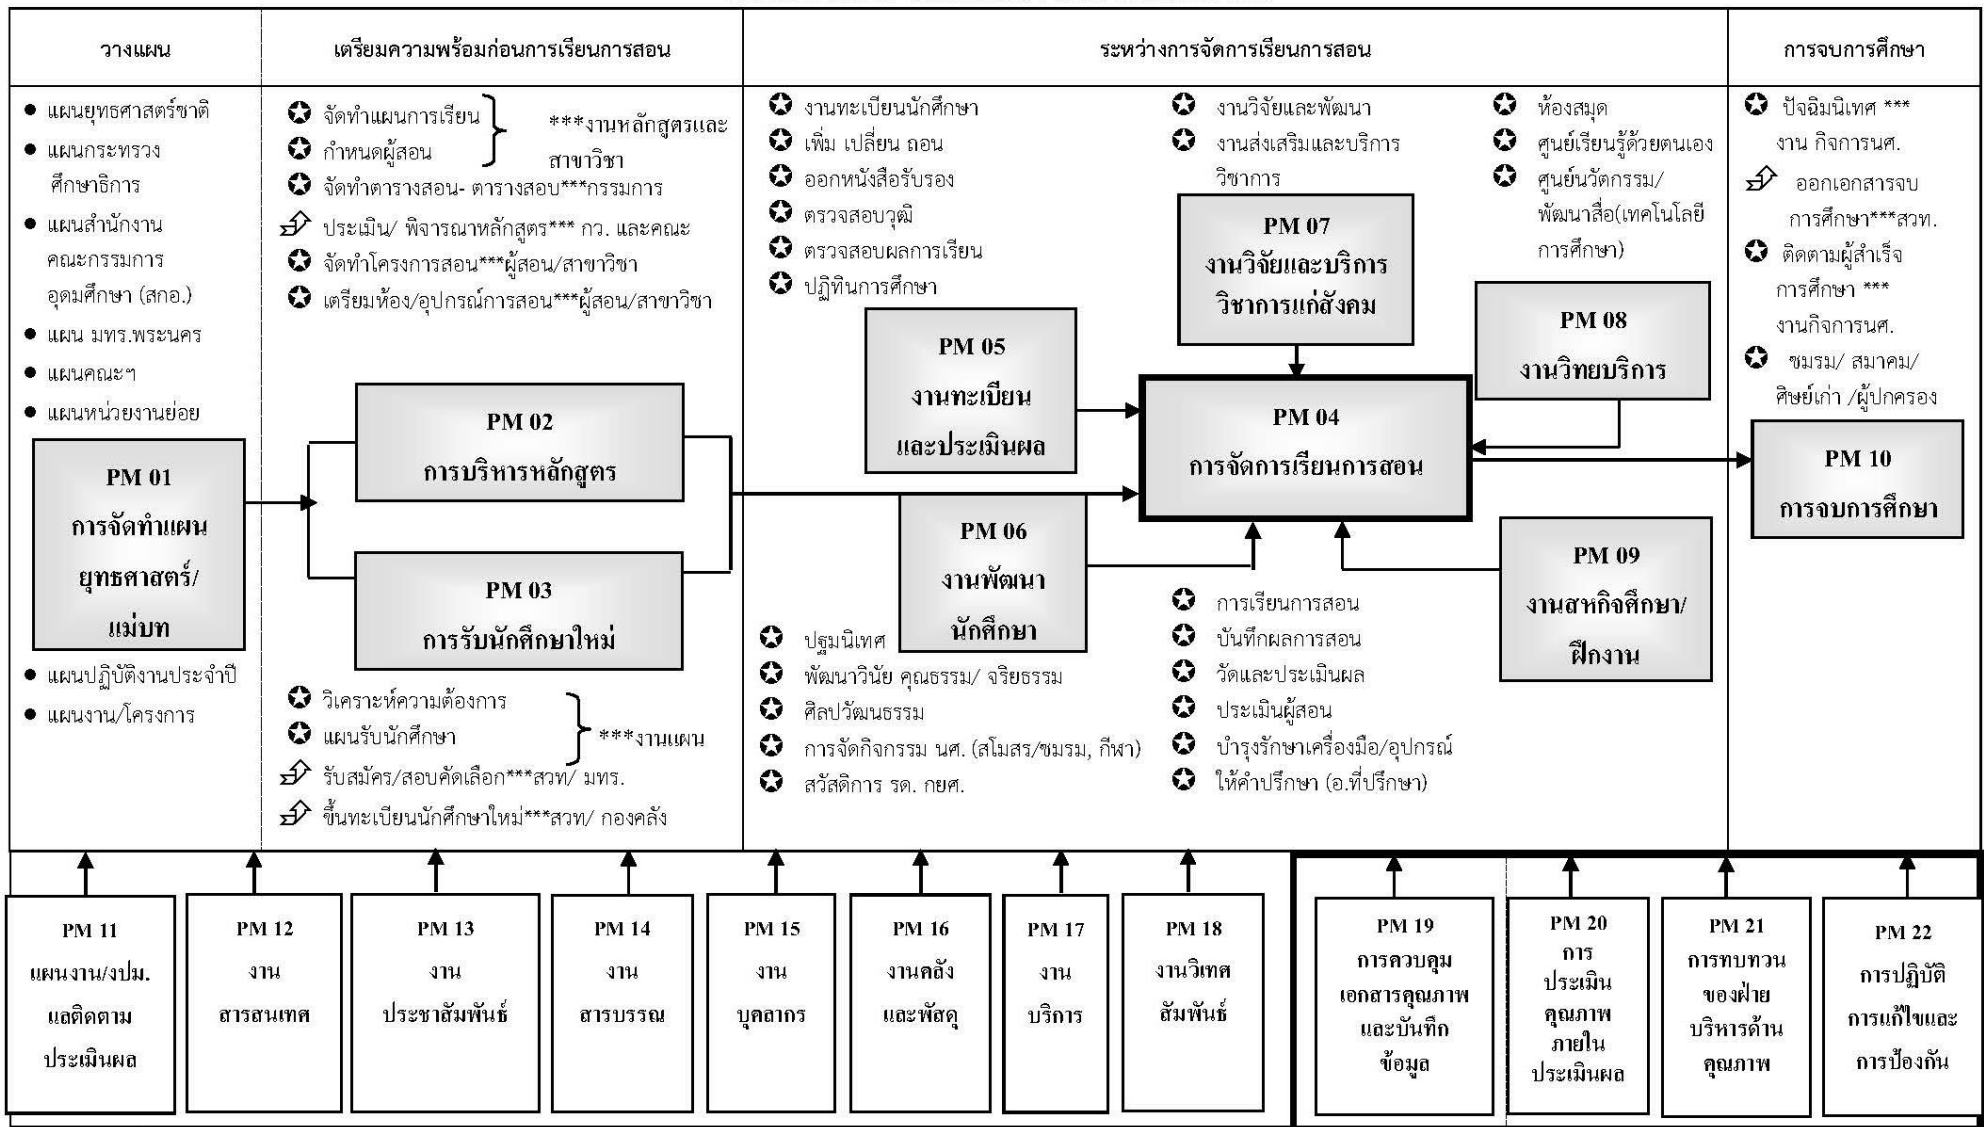 วางแผน
เตรียมความพร้อมก่อนการเรียนการสอน
ระหว่างการจัดการเรียนการสอน
การจบการศึกษา
แผนยุทธศาสตร์ชาติ
แผนกระทรวง
ศึกษาธิการ
แผนสำนักงาน
คณะกรรมการ
อุดมศึกษา (สกอ.)
แผน มทร.พระนคร
แผนคณะฯ
แผนหน่วยงานย่อย
PM 01
การจัดทำแผน
ยุทธศาสตร์/
แม่บท
แผนปฏิบัติงานประจำปี
แผนงาน/โครงการ
จัดทำแผนการเรียน
กำหนดผู้สอน
***งานหลักสูตรและ
สาขาวิชา
จัดทำตารางสอน- ตารางสอบ***กรรมการ
ประเมิน/ พิจารณาหลักสูตร*** กว. และคณะ
จัดทำโครงการสอน***ผู้สอน/สาขาวิชา
เตรียมห้อง/อุปกรณ์การสอน***ผู้สอน/สาขาวิชา
PM 02
การบริหารหลักสูตร
PM 03
การรับนักศึกษาใหม่
วิเคราะห์ความต้องการ
แผนรับนักศึกษา
***งานแผน
รับสมัคร/สอบคัดเลือก***สวท/ มทร.
ขึ้นทะเบียนนักศึกษาใหม่***สวท/ กองคลัง
งานทะเบียนนักศึกษา
เพิ่ม เปลี่ยน ถอน
ออกหนังสือรับรอง
ตรวจสอบวุฒิ
ตรวจสอบผลการเรียน
ปฏิทินการศึกษา
งานวิจัยและพัฒนา
งานส่งเสริมและบริการ
วิชาการ
ห้องสมุด
ศูนย์เรียนรู้ด้วยตนเอง
ศูนย์นวัตกรรม/
พัฒนาสื่อ(เทคโนโลยี
การศึกษา)
PM 05
งานทะเบียน
และประเมินผล
PM 07
งานวิจัยและบริการ
วิชาการแก่สังคม
PM 08
งานวิทยบริการ
PM 04
การจัดการเรียนการสอน
PM 06
งานพัฒนา
นักศึกษา
PM 09
งานสหกิจศึกษา/
ฝึกงาน
ปฐมนิเทศ
พัฒนาวินัย คุณธรรม/ จริยธรรม
ศิลปวัฒนธรรม
การจัดกิจกรรม นศ. (สโมสร/ชมรม, กีฬา)
สวัสดิการ รด. กยศ.
การเรียนการสอน
บันทึกผลการสอน
วัดและประเมินผล
ประเมินผู้สอน
บำรุงรักษาเครื่องมือ/อุปกรณ์
ให้คำปรึกษา (อ.ที่ปรึกษา)
ปัจฉิมนิเทศ ***
งาน กิจการนศ.
ออกเอกสารจบ
การศึกษา***สวท.
ติดตามผู้สำเร็จ
การศึกษา ***
งานกิจการนศ.
ชมรม/ สมาคม/
ศิษย์เก่า /ผู้ปกครอง
PM 10
การจบการศึกษา
PM 11
แผนงาน/งปม.
แลติดตาม
ประเมินผล
PM 12
งาน
สารสนเทศ
PM 13
งาน
ประชาสัมพันธ์
PM 14
งาน
สารบรรณ
PM 15
งาน
บุคลากร
PM 16
งานคลัง
และพัสดุ
PM 17
งาน
บริการ
PM 18
งานวิเทศ
สัมพันธ์
PM 19
การควบคุม
เอกสารคุณภาพ
และบันทึก
ข้อมูล
PM 20
การ
ประเมิน
คุณภาพ
ภายใน
ประเมินผล
PM 21
การทบทวน
ของฝ่าย
บริหารด้าน
คุณภาพ
PM 22
การปฏิบัติ
การแก้ไขและ
การป้องกัน